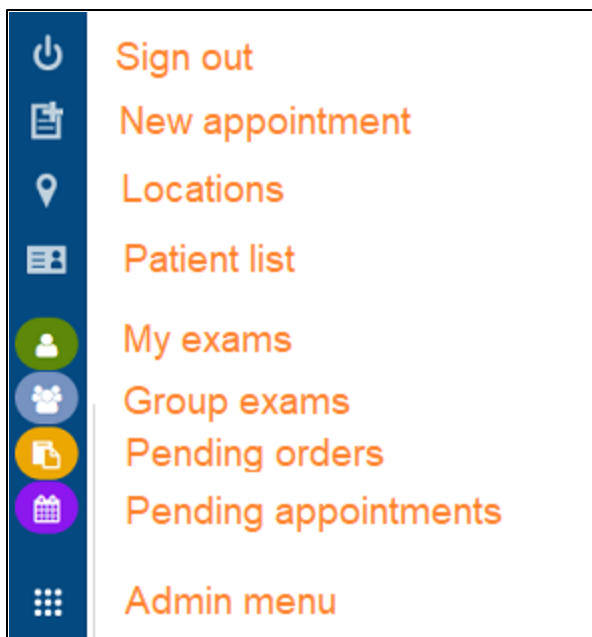 Sign out
New appointment
Locations
Patient list
My exams
Group exams
Pending orders
Pending appointments
Admin menu